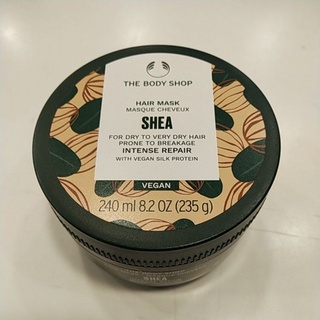 THE BODY SHOP
HAIR MASK
MASQUE CHEVEUX
SHEA
FOR DRY TO VERY DRY HAIR
PRONE TO BREAKAGE
INTENSE REPAIR
WITH VEGAN SILK PROTEIN
VEGAN
240 ml 8.2 OZ (235 g)
SHEA